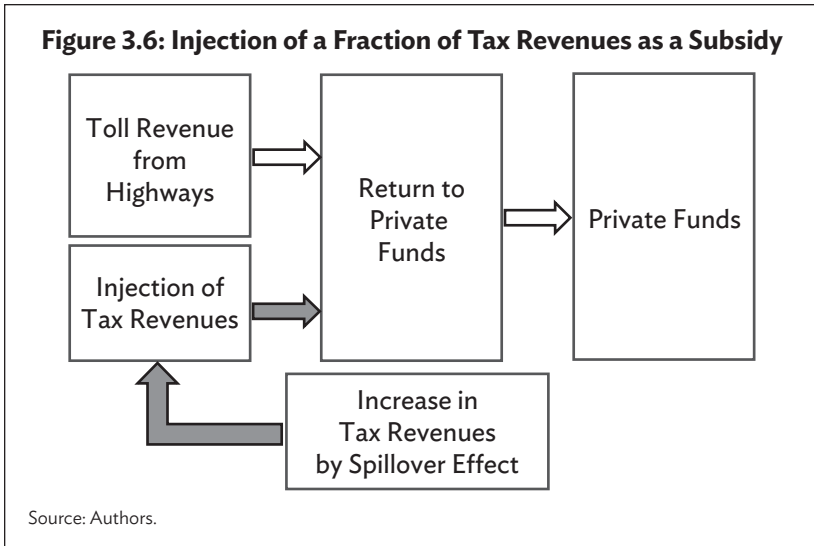 Figure 3.6: Injection of a Fraction of Tax Revenues as a Subsidy
Toll Revenue
from
Highways
Injection of
Tax Revenues
Return to
Private
Funds
Private Funds
Increase in
Tax Revenues
by Spillover Effect
Source: Authors.